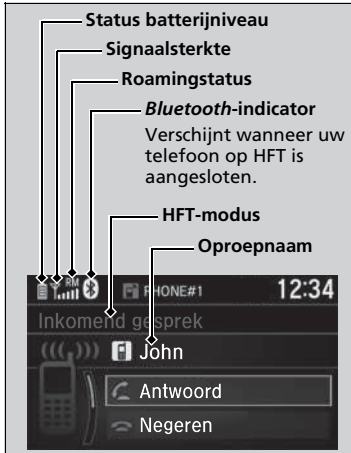 Status batterijniveau
Signaalsterkte
Roamingstatus
Bluetooth-indicator
Verschijnt wanneer uw
telefoon op HFT is
aangesloten.
HFT-modus
Oproepnaam
RM PHONE#1 12:34
Inkomend gesprek
John
Antwoord
Negeren